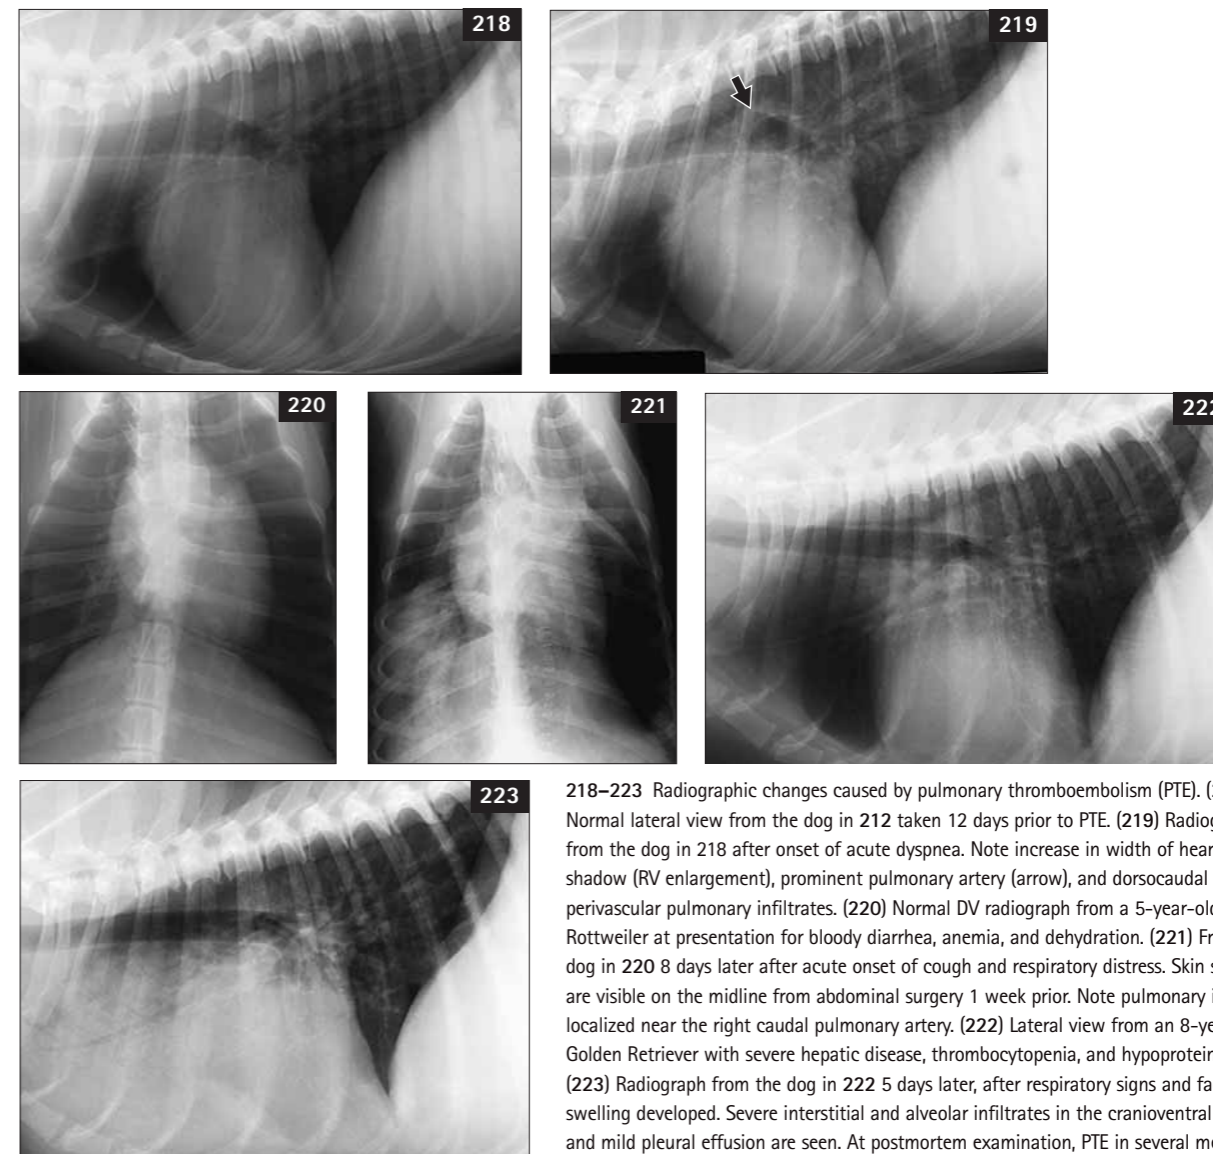 218
219
220
221
222
223
218–223 Radiographic changes caused by pulmonary thromboembolism (PTE).
Normal lateral view from the dog in 212 taken 12 days prior to PTE. (219)
from the dog in 218 after onset of acute dyspnea. Note increase in width of
shadow (RV enlargement), prominent pulmonary artery (arrow), and dorsocaudal
perivascular pulmonary infiltrates. (220) Normal DV radiograph from a 5-year-old
Rottweiler at presentation for bloody diarrhea, anemia, and dehydration. (221)
dog in 220 8 days later after acute onset of cough and respiratory distress. Skin
are visible on the midline from abdominal surgery 1 week prior. Note pulmonary
localized near the right caudal pulmonary artery. (222) Lateral view from an
Golden Retriever with severe hepatic disease, thrombocytopenia, and
(223) Radiograph from the dog in 222 5 days later, after respiratory signs and
swelling developed. Severe interstitial and alveolar infiltrates in the cranioventral
and mild pleural effusion are seen. At postmortem examination, PTE in several